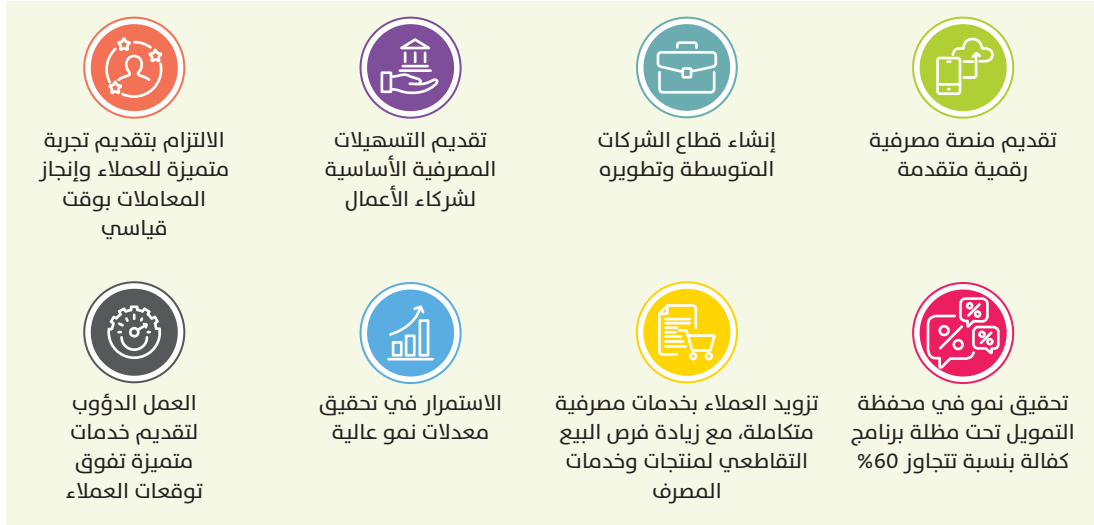 تقديم منصة مصرفية
رقمية متقدمة
إنشاء قطاع الشركات
المتوسطة وتطويره
تقديم التسهيلات
المصرفية الأساسية
لشركاء الأعمال
الالتزام بتقديم تجربة
متميزة للعملاء وإنجاز
المعاملات بوقت
قياسي
تحقيق نمو في محفظة
التمويل تحت مظلة برنامج
كفالة بنسبة تتجاوز 60%
تزويد العملاء بخدمات مصرفية
متكاملة، مع زيادة فرص البيع
التقاطعي لمنتجات وخدمات
المصرف
الاستمرار في تحقيق
معدلات نمو عالية
العمل الدؤوب
لتقديم خدمات
متميزة تفوق
توقعات العملاء